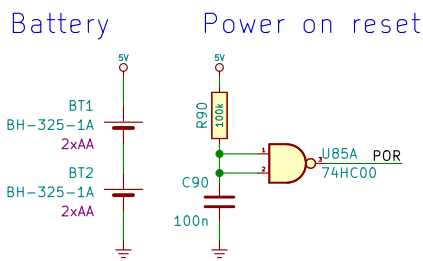 Battery
Power on reset
5V
5V
BT1
BH-325-1A
2xAA
BT2
BH-325-1A
2xAA
R90
100k
1
2
3
U85A
POR
74HC00
C90
100n